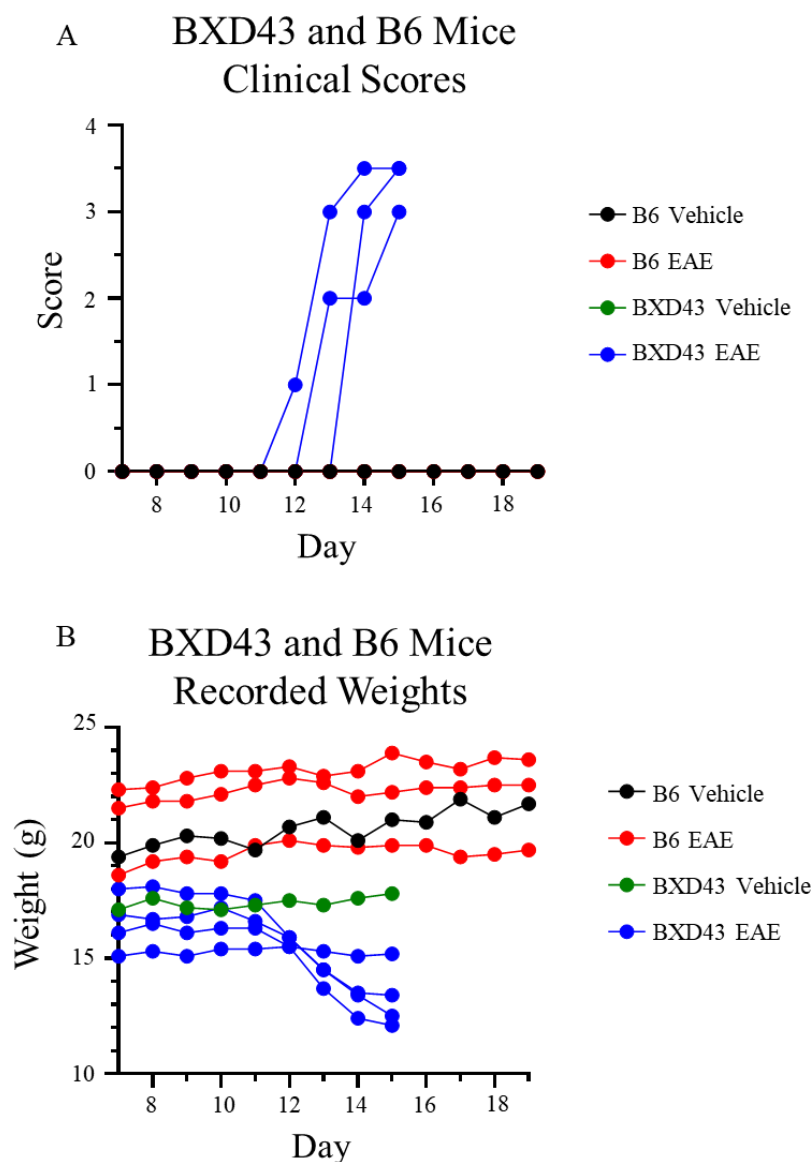 A
BXD43 and B6 Mice
Clinical Scores
4
3
2
1
0
Score
8 10 12 14 16 18
Day
B6 Vehicle
B6 EAE
BXD43 Vehicle
BXD43 EAE
B
BXD43 and B6 Mice
Recorded Weights
25
20
15
10
Weight (g)
8 10 12 14 16 18
Day
B6 Vehicle
B6 EAE
BXD43 Vehicle
BXD43 EAE